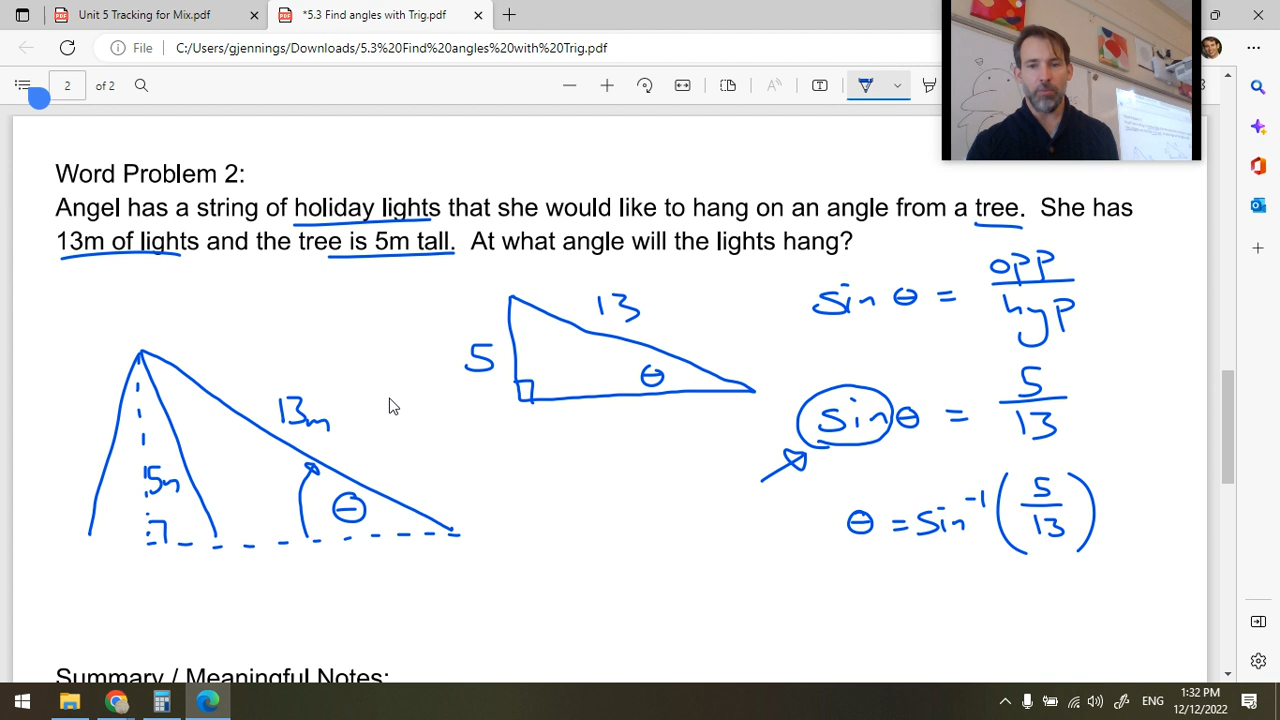 Unit 5 Tracking for Mix.pdf
*5.3 Find angles with Trig.pdf
File
C:/Users/gjennings/Downloads/5.3%20Find%20angles%20with%20Trig.pdf
2 of 2
Word Problem 2:
Angel has a string of holiday lights that she would like to hang on an angle from a tree. She has
13m of lights and the tree is 5m tall. At what angle will the lights hang?
sin θ = opp/hyp
13
5
θ
sin θ = 5/13
13m
5m
θ
θ = sin⁻¹ (5/13)
Summary / Meaningful Notes:
ENG
1:32 PM
12/12/2022